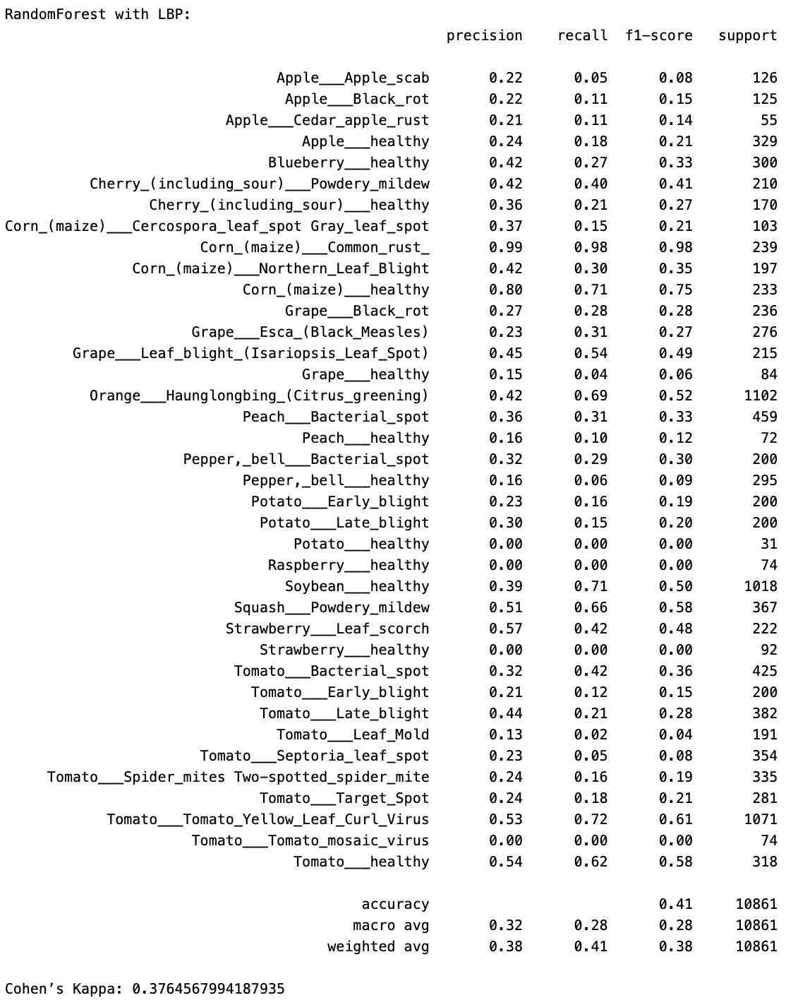 RandomForest with LBP:
precision recall f1-score support
Apple___Apple_scab 0.22 0.05 0.08 126
Apple___Black_rot 0.22 0.11 0.15 125
Apple___Cedar_apple_rust 0.21 0.11 0.14 55
Apple___healthy 0.24 0.18 0.21 329
Blueberry___healthy 0.42 0.27 0.33 300
Cherry_(including_sour)___Powdery_mildew 0.42 0.40 0.41 210
Cherry_(including_sour)___healthy 0.36 0.21 0.27 170
Corn_(maize)___Cercospora_leaf_spot Gray_leaf_spot 0.37 0.15 0.21 103
Corn_(maize)___Common_rust_ 0.99 0.98 0.98 239
Corn_(maize)___Northern_Leaf_Blight 0.42 0.30 0.35 197
Corn_(maize)___healthy 0.80 0.71 0.75 233
Grape___Black_rot 0.27 0.28 0.28 236
Grape___Esca_(Black_Measles) 0.23 0.31 0.27 276
Grape___Leaf_blight_(Isariopsis_Leaf_Spot) 0.45 0.54 0.49 215
Grape___healthy 0.15 0.04 0.06 84
Orange___Haunglongbing_(Citrus_greening) 0.42 0.69 0.52 1102
Peach___Bacterial_spot 0.36 0.31 0.33 459
Peach___healthy 0.16 0.10 0.12 72
Pepper,_bell___Bacterial_spot 0.32 0.29 0.30 200
Pepper,_bell___healthy 0.16 0.06 0.09 295
Potato___Early_blight 0.23 0.16 0.19 200
Potato___Late_blight 0.30 0.15 0.20 200
Potato___healthy 0.00 0.00 0.00 31
Raspberry___healthy 0.00 0.00 0.00 74
Soybean___healthy 0.39 0.71 0.50 1018
Squash___Powdery_mildew 0.51 0.66 0.58 367
Strawberry___Leaf_scorch 0.57 0.42 0.48 222
Strawberry___healthy 0.00 0.00 0.00 92
Tomato___Bacterial_spot 0.32 0.42 0.36 425
Tomato___Early_blight 0.21 0.12 0.15 200
Tomato___Late_blight 0.44 0.21 0.28 382
Tomato___Leaf_Mold 0.13 0.02 0.04 191
Tomato___Septoria_leaf_spot 0.23 0.05 0.08 354
Tomato___Spider_mites Two-spotted_spider_mite 0.24 0.16 0.19 335
Tomato___Target_Spot 0.24 0.18 0.21 281
Tomato___Tomato_Yellow_Leaf_Curl_Virus 0.53 0.72 0.61 1071
Tomato___Tomato_mosaic_virus 0.00 0.00 0.00 74
Tomato___healthy 0.54 0.62 0.58 318
accuracy 0.41 10861
macro avg 0.32 0.28 0.28 10861
weighted avg 0.38 0.41 0.38 10861
Cohen’s Kappa: 0.3764567994187935